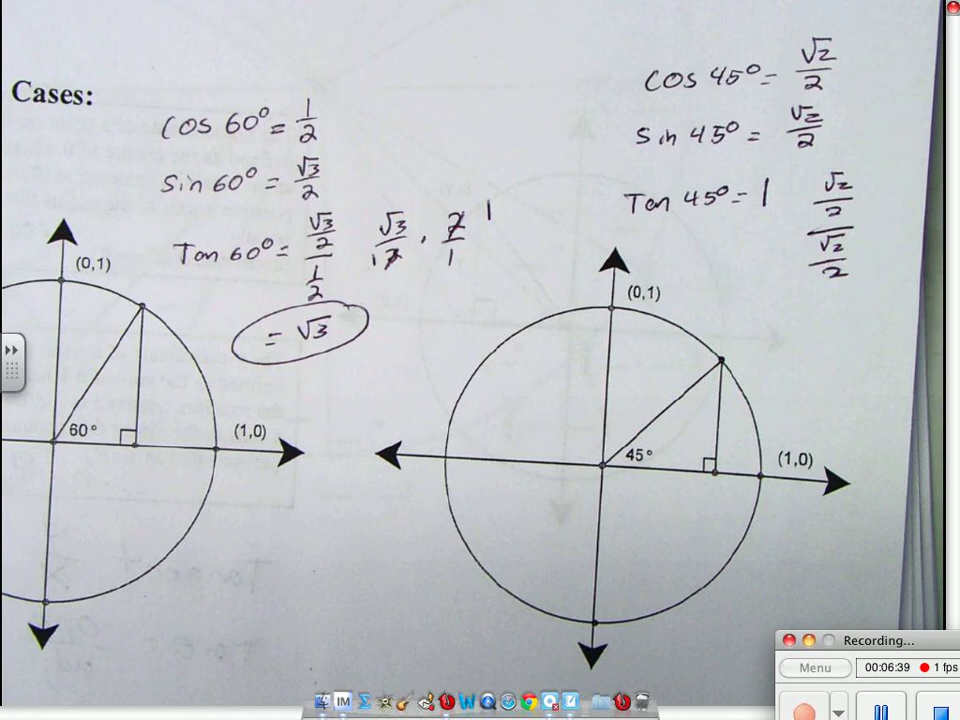 Cases:
cos 60° = 1/2
sin 60° = √3/2
Tan 60° = (√3/2)/(1/2) √3/2 · 2/1 1 1
= √3
cos 45° = √2/2
sin 45° = √2/2
Tan 45° = 1 (√2/2)/(√2/2)
(0,1)
60°
(1,0)
(0,1)
45°
(1,0)
Recording...
Menu
00:06:39
1 fps
IM